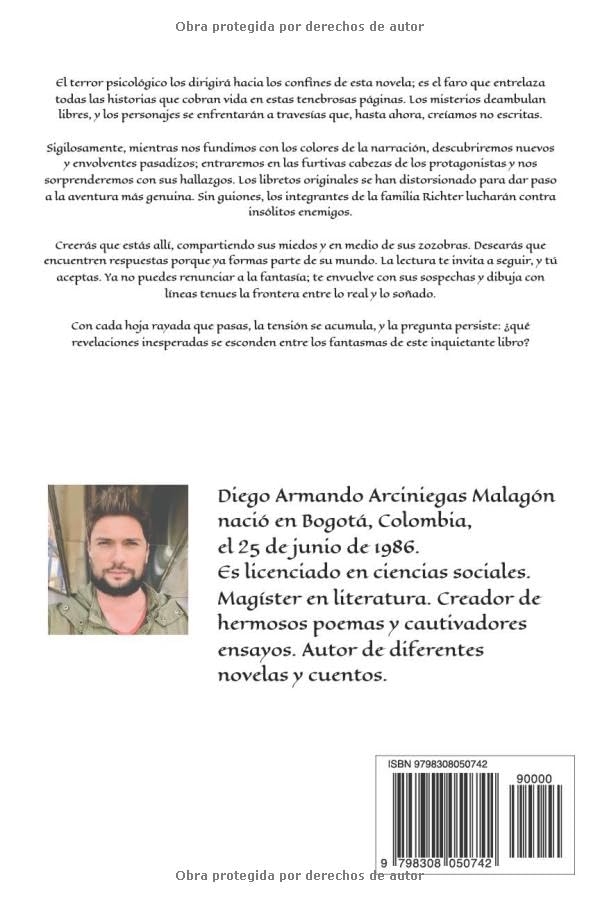 Obra protegida por derechos de autor
El terror psicológico los dirigirá hacia los confines de esta novela; es el faro que entrelaza
todas las historias que cobran vida en estas tenebrosas páginas. Los misterios deambulan
libres, y los personajes se enfrentarán a travesías que, hasta ahora, creíamos no escritas.
Sigilosamente, mientras nos fundimos con los colores de la narración, descubriremos nuevos
y envolventes pasadizos; entraremos en las furtivas cabezas de los protagonistas y nos
sorprenderemos con sus hallazgos. Los libretos originales se han distorsionado para dar paso
a la aventura más genuina. Sin guiones, los integrantes de la familia Richter lucharán contra
insólitos enemigos.
Creerás que estás allí, compartiendo sus miedos y en medio de sus zozobras. Desearás que
encuentren respuestas porque ya formas parte de su mundo. La lectura te invita a seguir, y tú
aceptas. Ya no puedes renunciar a la fantasía; te envuelve con sus sospechas y dibuja con
líneas tenues la frontera entre lo real y lo soñado.
Con cada hoja rayada que pasas, la tensión se acumula, y la pregunta persiste: ¿qué
revelaciones inesperadas se esconden entre los fantasmas de este inquietante libro?
Diego Armando Arciniegas Malagón
nació en Bogotá, Colombia,
el 25 de junio de 1986.
Es licenciado en ciencias sociales.
Magíster en literatura. Creador de
hermosos poemas y cautivadores
ensayos. Autor de diferentes
novelas y cuentos.
ISBN 9798308050742
90000
9 798308 050742
Obra protegida por derechos de autor